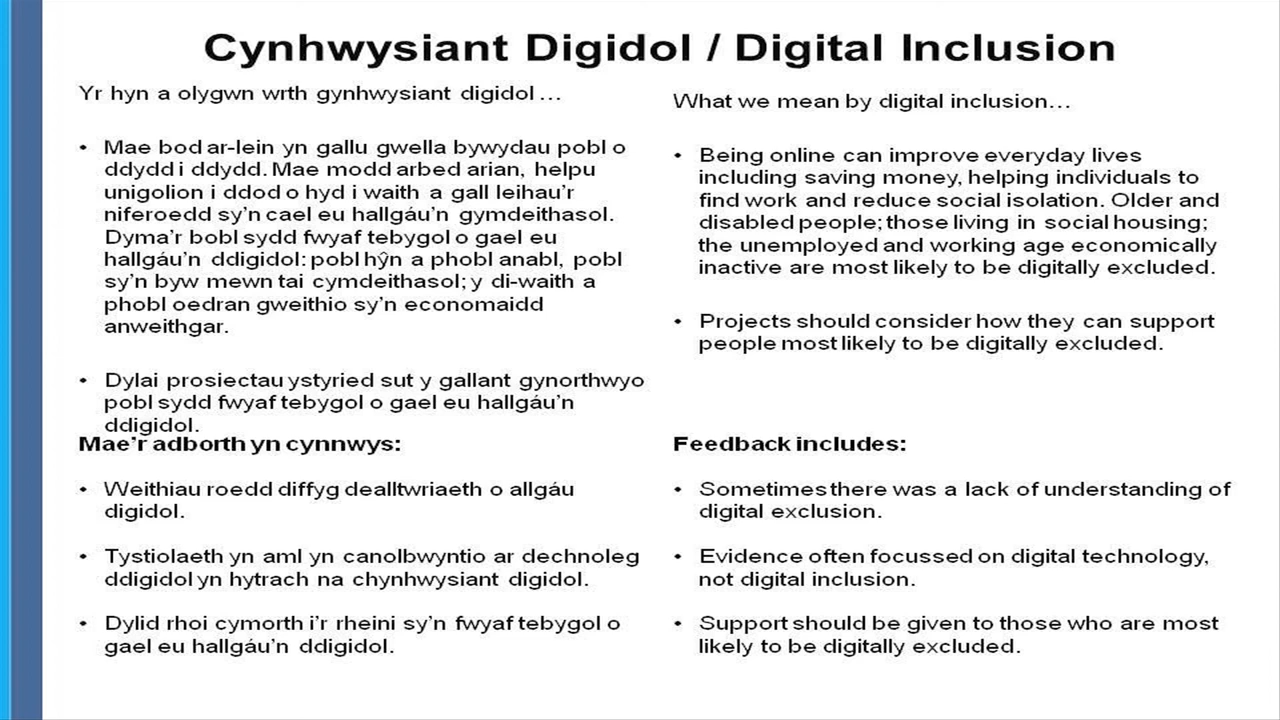 Cynhwysiant Digidol / Digital Inclusion
Yr hyn a olygwn wrth gynhwysiant digidol …
• Mae bod ar-lein yn gallu gwella bywydau pobl o
ddydd i ddydd. Mae modd arbed arian, helpu
unigolion i ddod o hyd i waith a gall leihau’r
niferoedd sy’n cael eu hallgáu’n gymdeithasol.
Dyma’r bobl sydd fwyaf tebygol o gael eu
hallgáu’n ddigidol: pobl hŷn a phobl anabl, pobl
sy’n byw mewn tai cymdeithasol; y di-waith a
phobl oedran gweithio sy’n economaidd
anweithgar.
• Dylai prosiectau ystyried sut y gallant gynorthwyo
pobl sydd fwyaf tebygol o gael eu hallgáu’n
ddigidol.
Mae’r adborth yn cynnwys:
• Weithiau roedd diffyg dealltwriaeth o allgáu
digidol.
• Tystiolaeth yn aml yn canolbwyntio ar dechnoleg
ddigidol yn hytrach na chynhwysiant digidol.
• Dylid rhoi cymorth i’r rheini sy’n fwyaf tebygol o
gael eu hallgáu’n ddigidol.
What we mean by digital inclusion…
• Being online can improve everyday lives
including saving money, helping individuals to
find work and reduce social isolation. Older and
disabled people; those living in social housing;
the unemployed and working age economically
inactive are most likely to be digitally excluded.
• Projects should consider how they can support
people most likely to be digitally excluded.
Feedback includes:
• Sometimes there was a lack of understanding of
digital exclusion.
• Evidence often focussed on digital technology,
not digital inclusion.
• Support should be given to those who are most
likely to be digitally excluded.